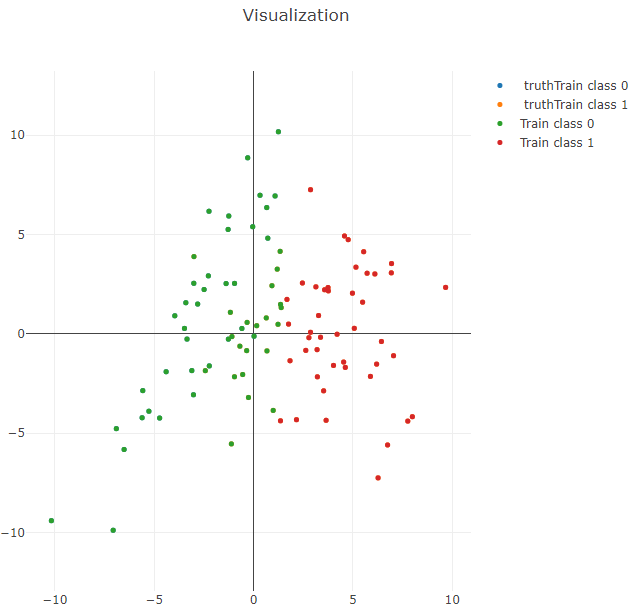 Visualization
truthTrain class 0
truthTrain class 1
Train class 0
Train class 1
10
5
0
−5
−10
−10 −5 0 5 10